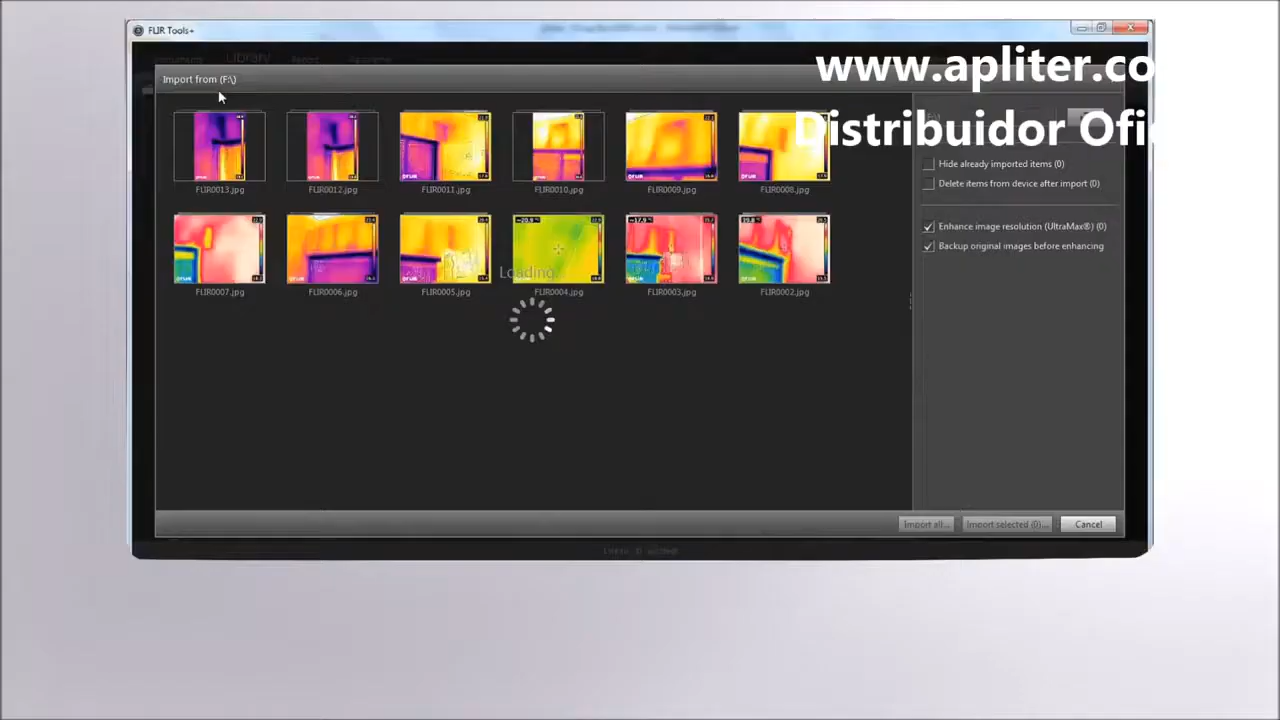 FLIR Tools+
Library
www.apliter.co
Import from (F:\)
Distribuidor Ofi
FLIR0013.jpg
FLIR0012.jpg
FLIR0011.jpg
FLIR0010.jpg
FLIR0009.jpg
FLIR0008.jpg
Hide already imported items (0)
Delete items from device after import (0)
Enhance image resolution (UltraMax®) (0)
Backup original images before enhancing
FLIR0007.jpg
FLIR0006.jpg
FLIR0005.jpg
Loading...
FLIR0004.jpg
FLIR0003.jpg
FLIR0002.jpg
Import all...
Import selected (0)...
Cancel